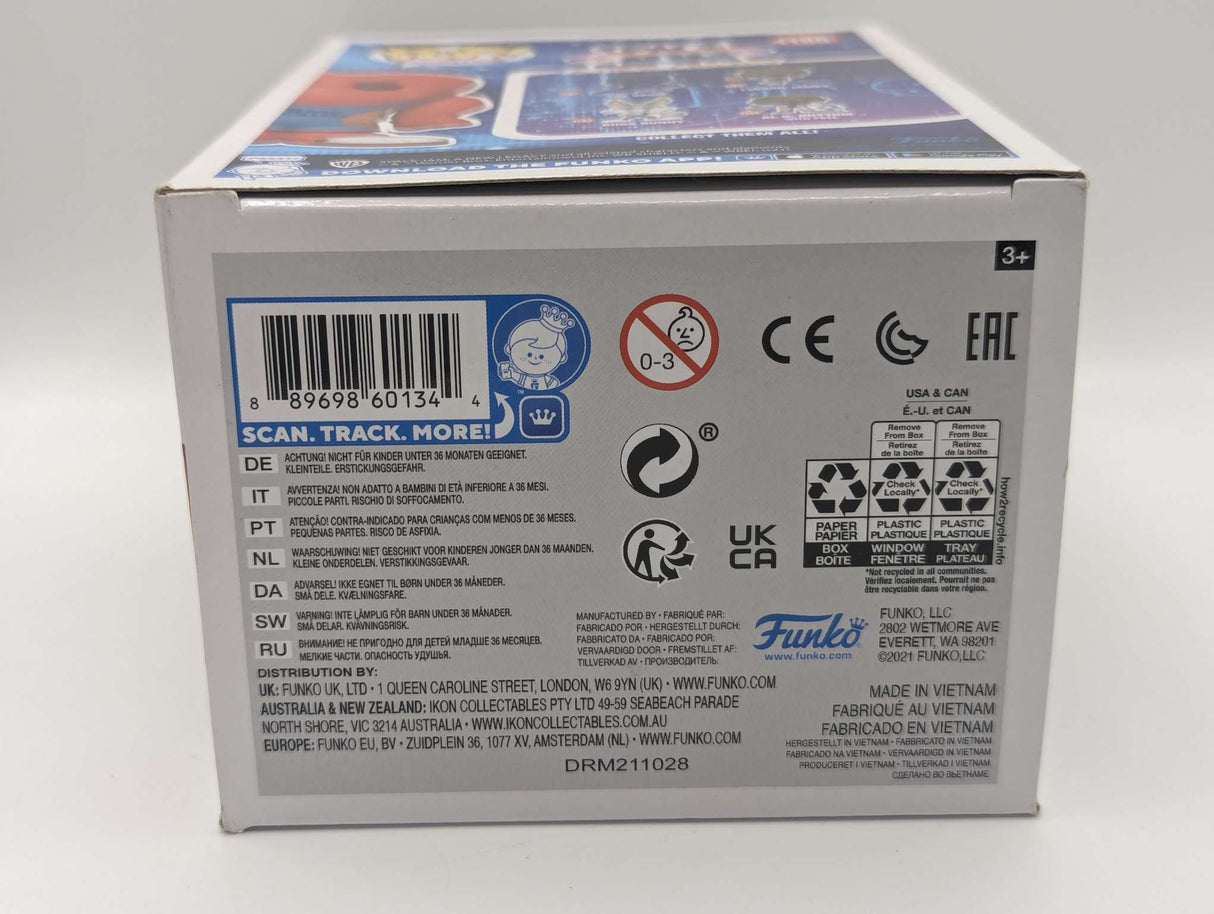 COLLECT THEM ALL!
Funko
DOWNLOAD THE FUNKO APP!
3+
8 89698 60134 4
SCAN. TRACK. MORE!
™
0-3
CE
EAC
USA & CAN
É.-U. et CAN
Remove From Box
Retirez de la boîte
Remove From Box
Retirez de la boîte
Check Locally*
Check Locally*
PAPER
PAPIER
PLASTIC
PLASTIQUE
PLASTIC
PLASTIQUE
BOX
BOÎTE
WINDOW
FENÊTRE
TRAY
PLATEAU
how2recycle.info
*Not recycled in all communities.
Vérifiez localement. Pourrait ne pas
être recyclable dans votre région.
®
UK
CA
DE ACHTUNG! NICHT FÜR KINDER UNTER 36 MONATEN GEEIGNET.
KLEINTEILE. ERSTICKUNGSGEFAHR.
IT AVVERTENZA! NON ADATTO A BAMBINI DI ETÀ INFERIORE A 36 MESI.
PICCOLE PARTI. RISCHIO DI SOFFOCAMENTO.
PT ATENÇÃO! CONTRA-INDICADO PARA CRIANÇAS COM MENOS DE 36 MESES.
PEQUENAS PARTES. RISCO DE ASFIXIA.
NL WAARSCHUWING! NIET GESCHIKT VOOR KINDEREN JONGER DAN 36 MAANDEN.
KLEINE ONDERDELEN. VERSTIKKINGSGEVAAR.
DA ADVARSEL! IKKE EGNET TIL BØRN UNDER 36 MÅNEDER.
SMÅ DELE. KVÆLNINGSFARE.
SW VARNING! INTE LÄMPLIG FÖR BARN UNDER 36 MÅNADER.
SMÅ DELAR. KVÄVNINGSRISK.
RU ВНИМАНИЕ! НЕ ПРИГОДНО ДЛЯ ДЕТЕЙ МЛАДШЕ 36 МЕСЯЦЕВ.
МЕЛКИЕ ЧАСТИ. ОПАСНОСТЬ УДУШЬЯ.
MANUFACTURED BY • FABRIQUÉ PAR:
FABRICADO POR • HERGESTELLT DURCH:
FABBRICATO DA • FABRICADO POR:
VERVAARDIGD DOOR • FREMSTILLET AF:
TILLVERKAD AV • ПРОИЗВОДИТЕЛЬ:
Funko
www.funko.com
FUNKO, LLC
2802 WETMORE AVE
EVERETT, WA 98201
©2021 FUNKO,LLC
DISTRIBUTION BY:
UK: FUNKO UK, LTD • 1 QUEEN CAROLINE STREET, LONDON, W6 9YN (UK) • WWW.FUNKO.COM
AUSTRALIA & NEW ZEALAND: IKON COLLECTABLES PTY LTD 49-59 SEABEACH PARADE
NORTH SHORE, VIC 3214 AUSTRALIA • WWW.IKONCOLLECTABLES.COM.AU
EUROPE: FUNKO EU, BV • ZUIDPLEIN 36, 1077 XV, AMSTERDAM (NL) • WWW.FUNKO.COM
DRM211028
MADE IN VIETNAM
FABRIQUÉ AU VIETNAM
FABRICADO EN VIETNAM
HERGESTELLT IN VIETNAM • FABBRICATO IN VIETNAM
FABRICADO NA VIETNAM • VERVAARDIGD IN VIETNAM
PRODUCERET I VIETNAM • TILLVERKAD I VIETNAM
СДЕЛАНО ВО ВЬЕТНАМЕ